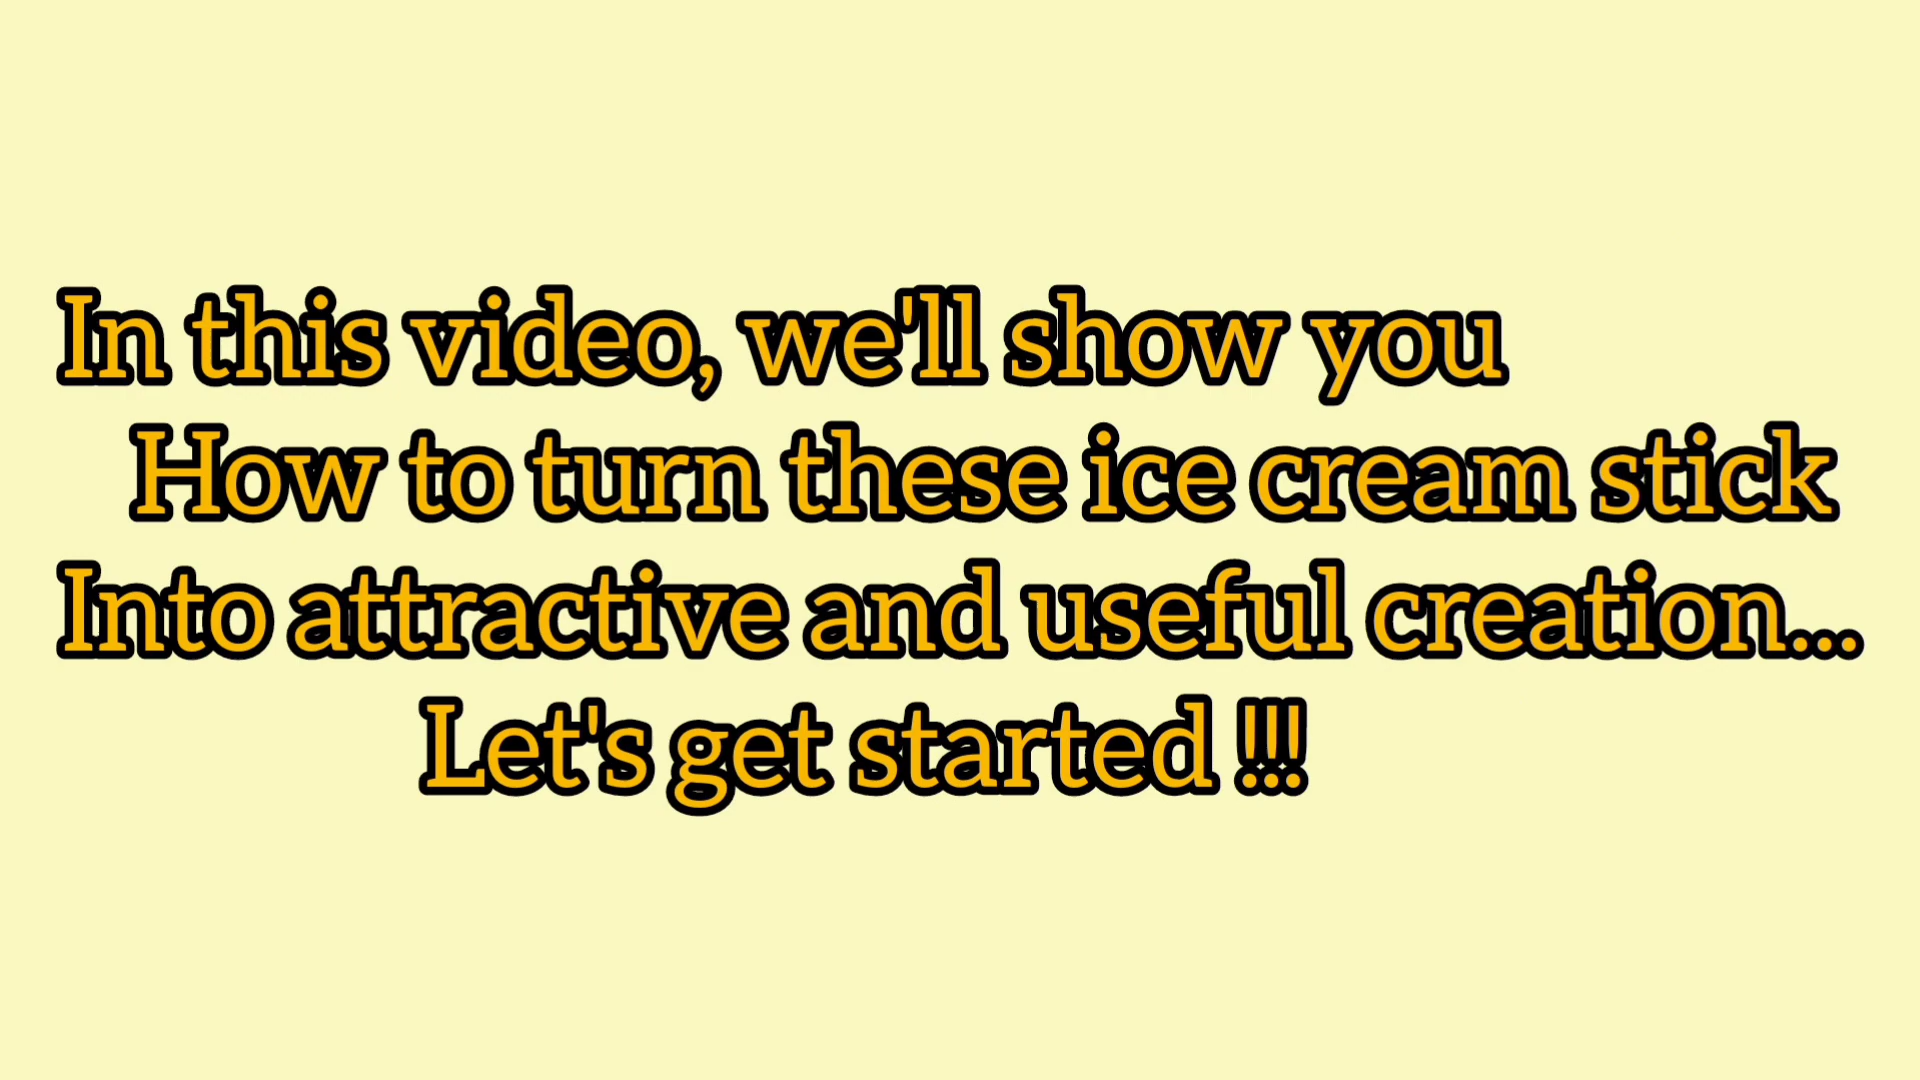 In this video, we'll show you
How to turn these ice cream stick
Into attractive and useful creation...
Let's get started !!!